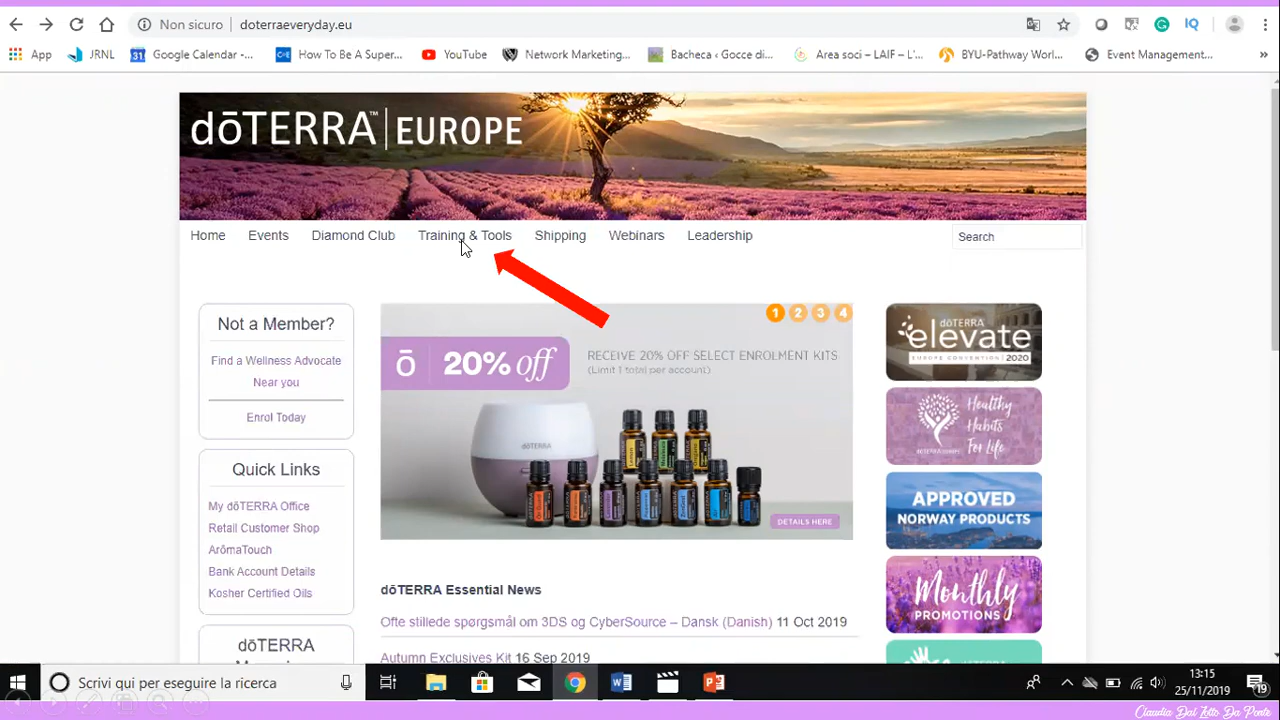 Non sicuro doterraeveryday.eu
App JRNL Google Calendar -... How To Be A Super... YouTube Network Marketing... Bacheca ‹ Gocce di... Area soci – LAIF – L'... BYU-Pathway Worl... Event Management... »
dōTERRA™ EUROPE
Home Events Diamond Club Training & Tools Shipping Webinars Leadership Search
Not a Member?
Find a Wellness Advocate
Near you
Enrol Today
Quick Links
My dōTERRA Office
Retail Customer Shop
ArōmaTouch
Bank Account Details
Kosher Certified Oils
dōTERRA
1 2 3 4
ō 20% off
RECEIVE 20% OFF SELECT ENROLMENT KITS
(Limit 1 total per account)
dōTERRA
DETAILS HERE
dōTERRA Essential News
Ofte stillede spørgsmål om 3DS og CyberSource – Dansk (Danish) 11 Oct 2019
Autumn Exclusives Kit 16 Sep 2019
dōTERRA
elevate
EUROPE CONVENTION 2020
Healthy
Habits
For Life
DŌTERRA EUROPE
APPROVED
NORWAY PRODUCTS
Monthly
PROMOTIONS
Scrivi qui per eseguire la ricerca
13:15
25/11/2019
19
Claudia Dal Zotto Da Ponte